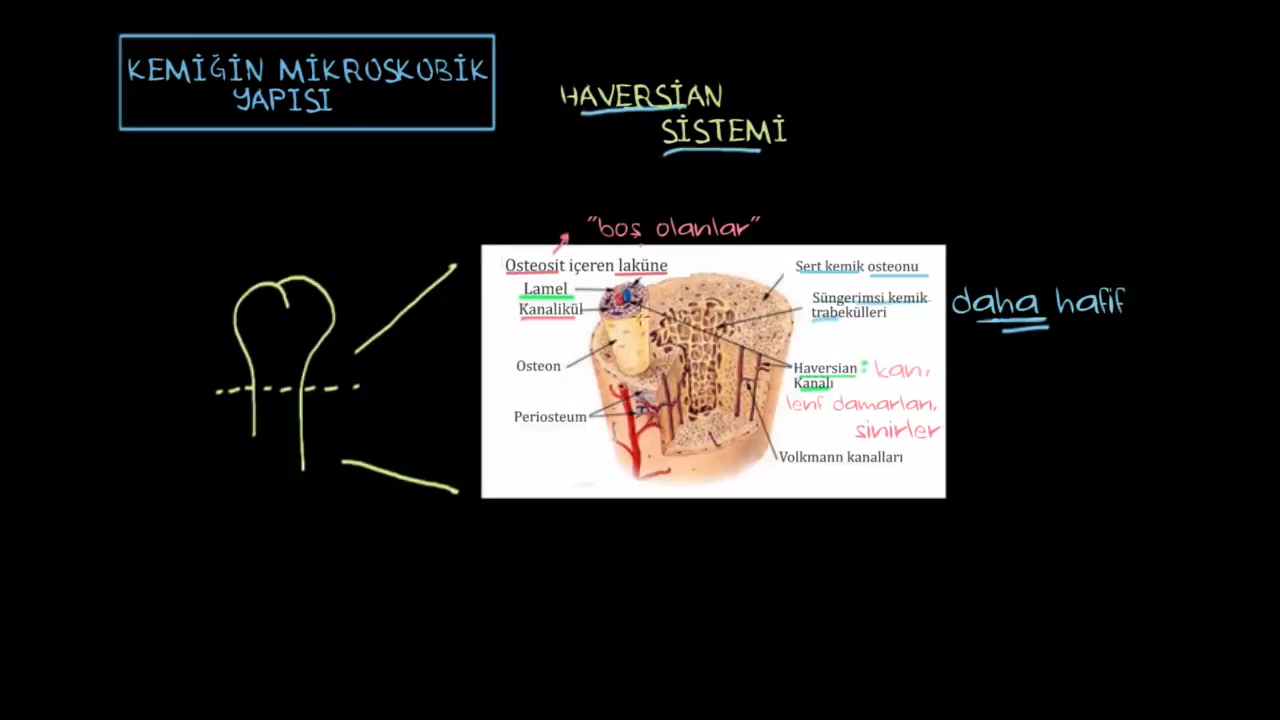 KEMİĞİN MİKROSKOBİK
YAPISI
HAVERSİAN
SİSTEMİ
"boş olanlar"
Osteosit içeren laküne
Lamel
Kanalikül
Osteon
Periosteum
Sert kemik osteonu
Süngerimsi kemik
trabekülleri
daha hafif
Haversian : kan,
Kanalı
lenf damarları,
sinirler
Volkmann kanalları